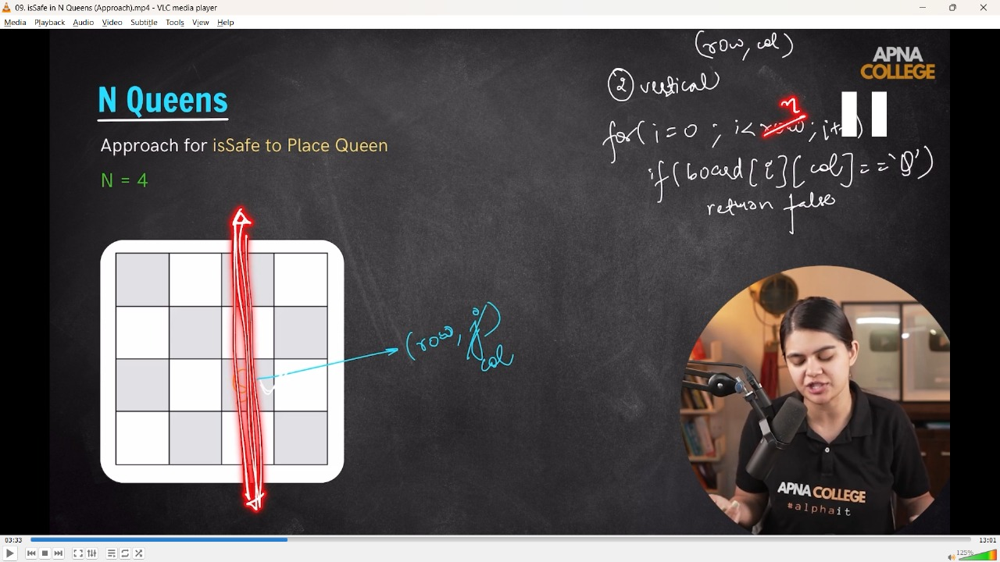 09. isSafe in N Queens (Approach).mp4 - VLC media player
Media Playback Audio Video Subtitle Tools View Help
(row, col)
APNA
COLLEGE
N Queens
② vertical
n
for( i = 0 ; i < row ; i++)
Approach for isSafe to Place Queen
if ( board [i] [col] == 'Q')
N = 4
return false
(row, j)
col
APNA COLLEGE
#alphait
03:33
13:01
125%